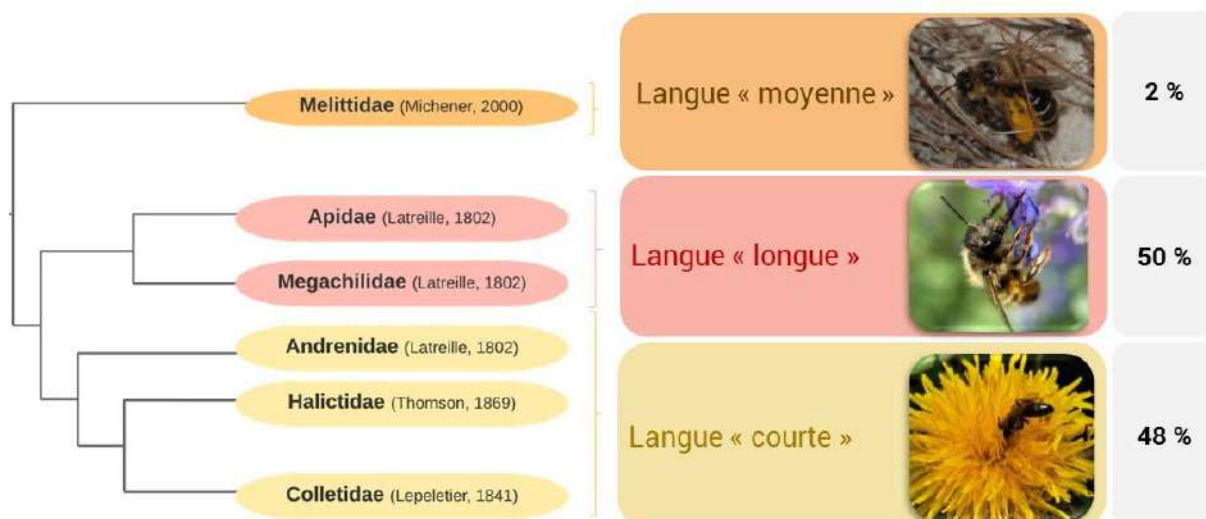 Melittidae (Michener, 2000)
Langue « moyenne »
2 %
Apidae (Latreille, 1802)
Megachilidae (Latreille, 1802)
Langue « longue »
50 %
Andrenidae (Latreille, 1802)
Halictidae (Thomson, 1869)
Colletidae (Lepeletier, 1841)
Langue « courte »
48 %